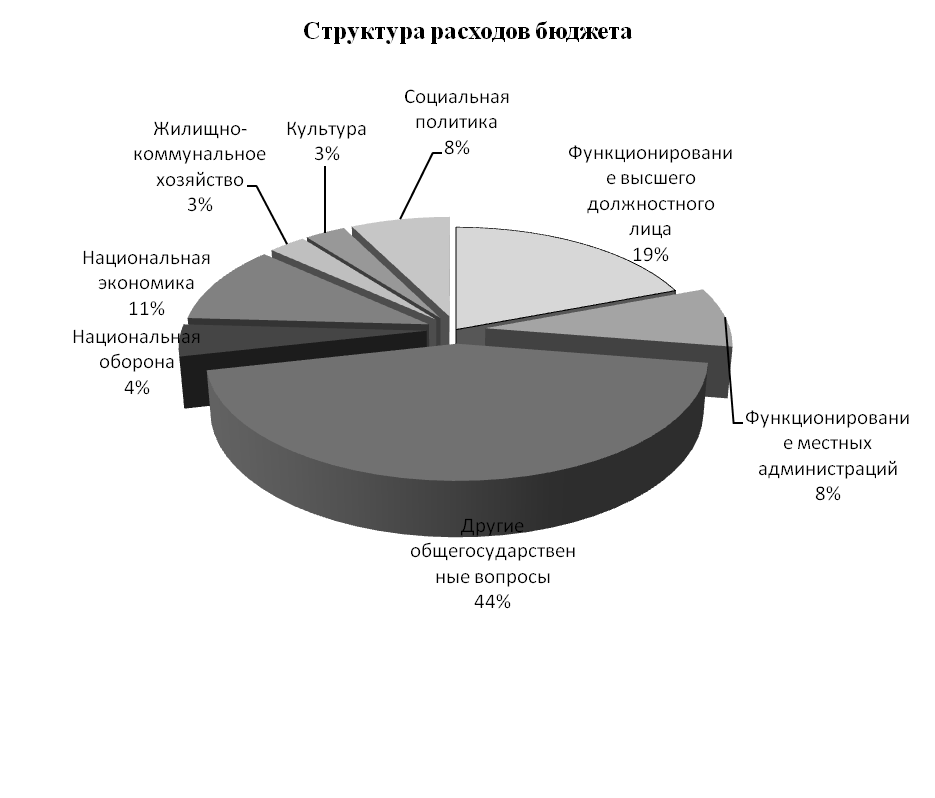 Структура расходов бюджета
Социальная
политика
8%
Жилищно-
коммунальное
хозяйство
3%
Культура
3%
Функционировани
е высшего
должностного
лица
19%
Национальная
экономика
11%
Национальная
оборона
4%
Функционировани
е местных
администраций
8%
Другие
общегосударствен
ные вопросы
44%